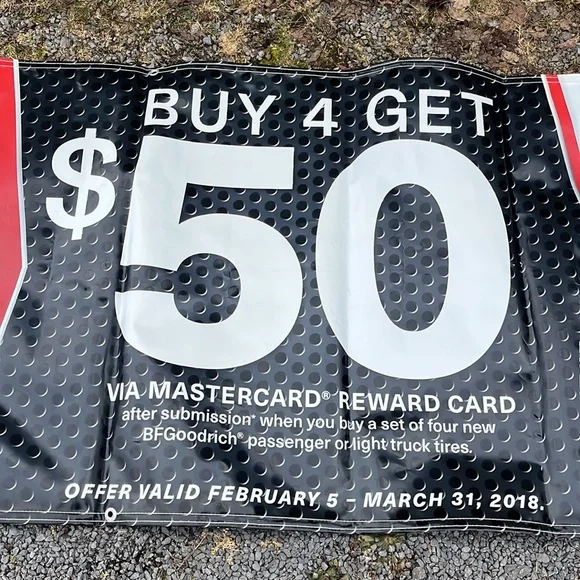 BUY 4 GET
$50
VIA MASTERCARD® REWARD CARD
after submission* when you buy a set of four new
BFGoodrich® passenger or light truck tires.
OFFER VALID FEBRUARY 5 – MARCH 31, 2018.